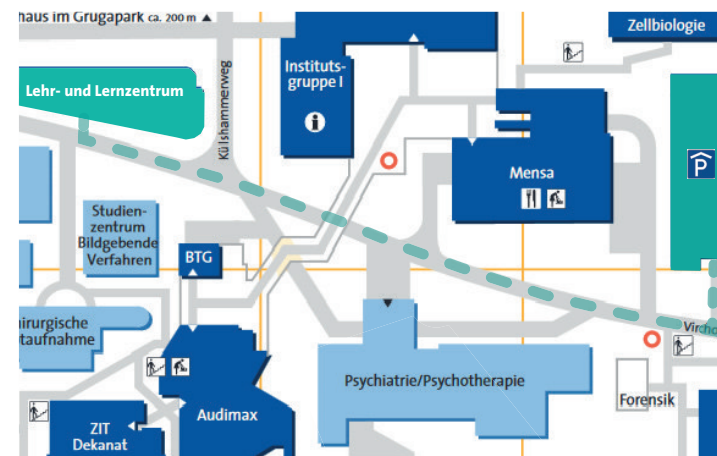 haus im Grugapark ca. 200 m
Zellbiologie
Instituts-
gruppe I
i
Külshammerweg
Lehr- und Lernzentrum
P
Mensa
Studien-
zentrum
Bildgebende
Verfahren
BTG
irurgische
taufnahme
Virch
Psychiatrie/Psychotherapie
Forensik
Audimax
ZIT
Dekanat